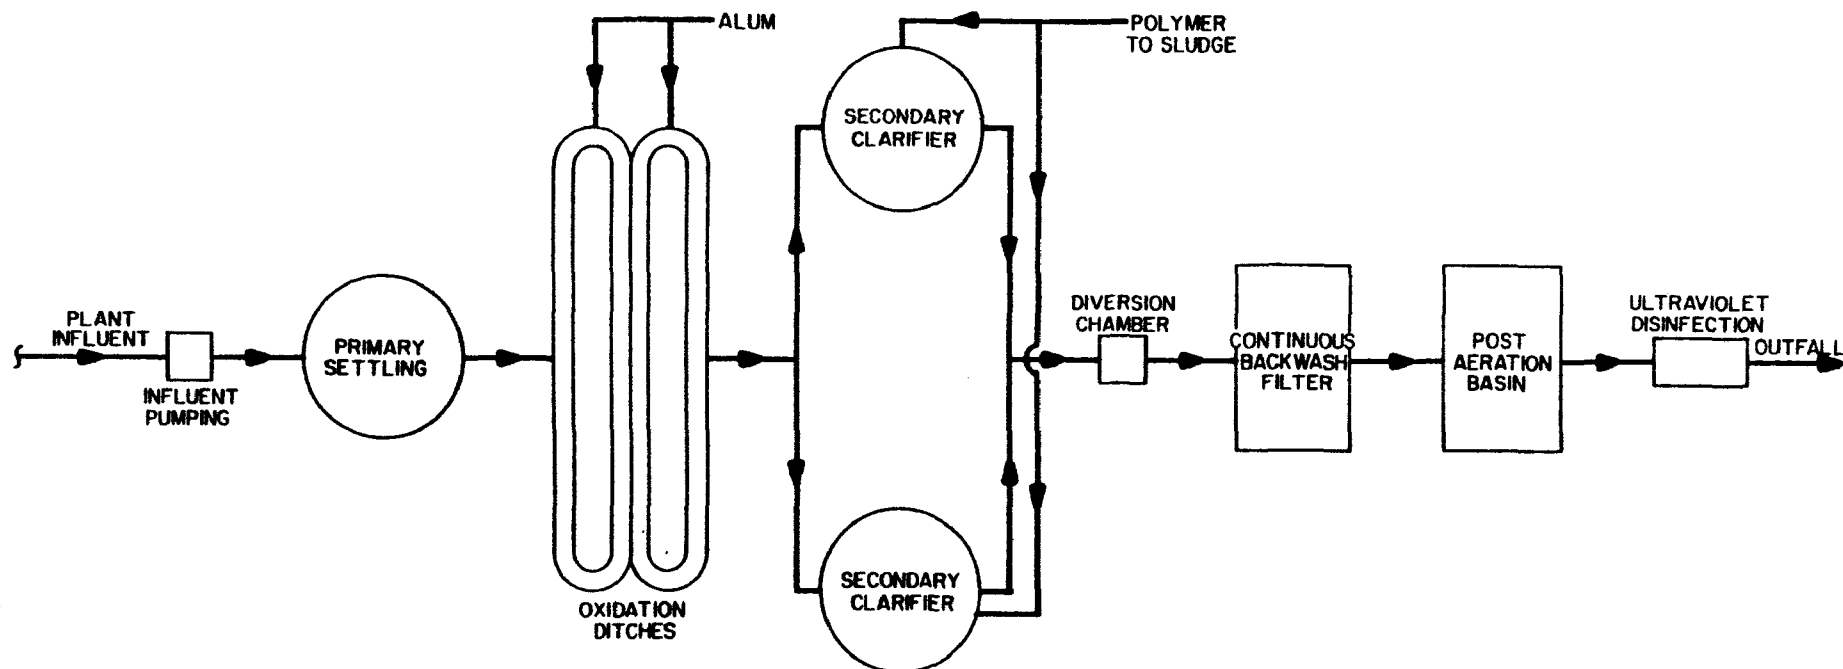 ALUM
POLYMER
TO SLUDGE
SECONDARY
CLARIFIER
PLANT
INFLUENT
INFLUENT
PUMPING
PRIMARY
SETTLING
OXIDATION
DITCHES
SECONDARY
CLARIFIER
DIVERSION
CHAMBER
CONTINUOUS
BACKWASH
FILTER
POST
AERATION
BASIN
ULTRAVIOLET
DISINFECTION
OUTFALL